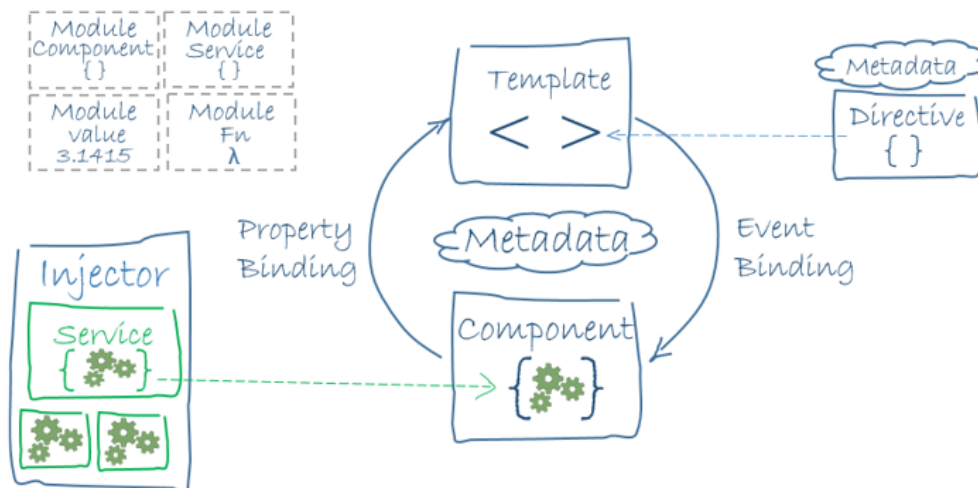 Module
Component
{ }
Module
Service
{ }
Module
value
3.1415
Module
Fn
λ
Template
< >
Metadata
Directive
{ }
Property
Binding
Metadata
Event
Binding
Injector
Service
{ }
Component
{ }